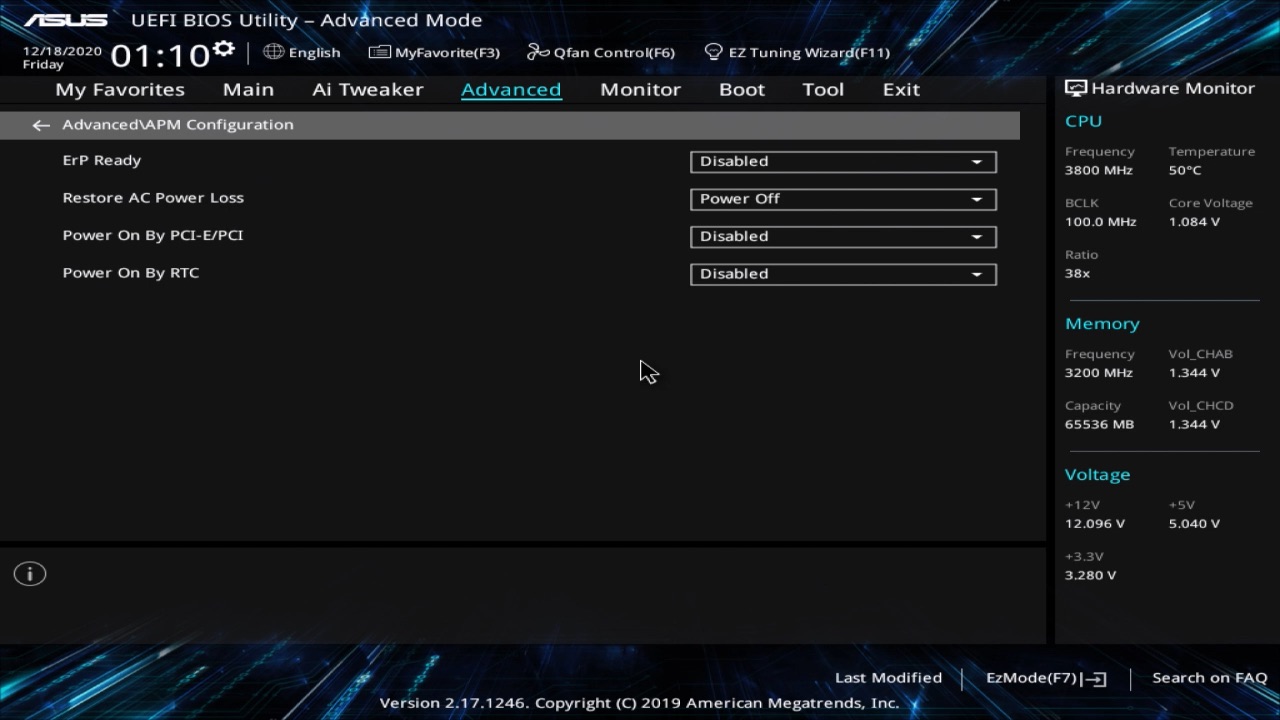 ASUS UEFI BIOS Utility – Advanced Mode
12/18/2020 Friday 01:10 English MyFavorite(F3) Qfan Control(F6) EZ Tuning Wizard(F11)
My Favorites Main Ai Tweaker Advanced Monitor Boot Tool Exit
← Advanced\APM Configuration
ErP Ready Disabled
Restore AC Power Loss Power Off
Power On By PCI-E/PCI Disabled
Power On By RTC Disabled
Hardware Monitor
CPU
Frequency Temperature
3800 MHz 50°C
BCLK Core Voltage
100.0 MHz 1.084 V
Ratio
38x
Memory
Frequency Vol_CHAB
3200 MHz 1.344 V
Capacity Vol_CHCD
65536 MB 1.344 V
Voltage
+12V +5V
12.096 V 5.040 V
+3.3V
3.280 V
Last Modified EzMode(F7) Search on FAQ
Version 2.17.1246. Copyright (C) 2019 American Megatrends, Inc.